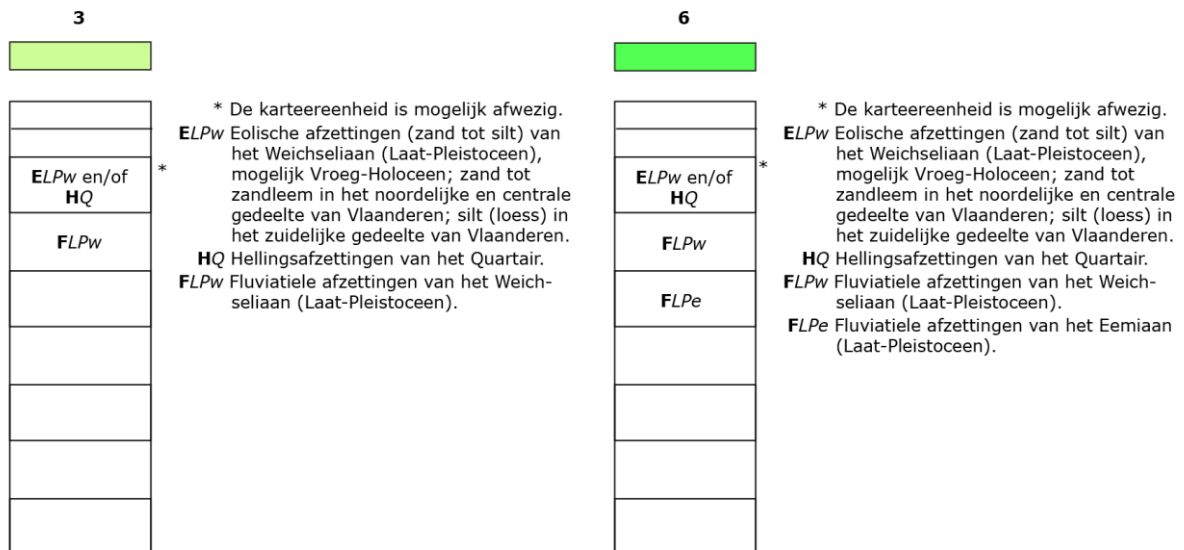 3
* De karteereenheid is mogelijk afwezig.
ELPw Eolische afzettingen (zand tot silt) van
het Weichseliaan (Laat-Pleistoceen),
mogelijk Vroeg-Holoceen; zand tot
zandleem in het noordelijke en centrale
gedeelte van Vlaanderen; silt (loess) in
het zuidelijke gedeelte van Vlaanderen.
HQ Hellingsafzettingen van het Quartair.
FLPw Fluviatiele afzettingen van het Weich-
seliaan (Laat-Pleistoceen).
ELPw en/of
HQ
*
FLPw
6
* De karteereenheid is mogelijk afwezig.
ELPw Eolische afzettingen (zand tot silt) van
het Weichseliaan (Laat-Pleistoceen),
mogelijk Vroeg-Holoceen; zand tot
zandleem in het noordelijke en centrale
gedeelte van Vlaanderen; silt (loess) in
het zuidelijke gedeelte van Vlaanderen.
HQ Hellingsafzettingen van het Quartair.
FLPw Fluviatiele afzettingen van het Weich-
seliaan (Laat-Pleistoceen).
FLPe Fluviatiele afzettingen van het Eemiaan
(Laat-Pleistoceen).
ELPw en/of
HQ
*
FLPw
FLPe